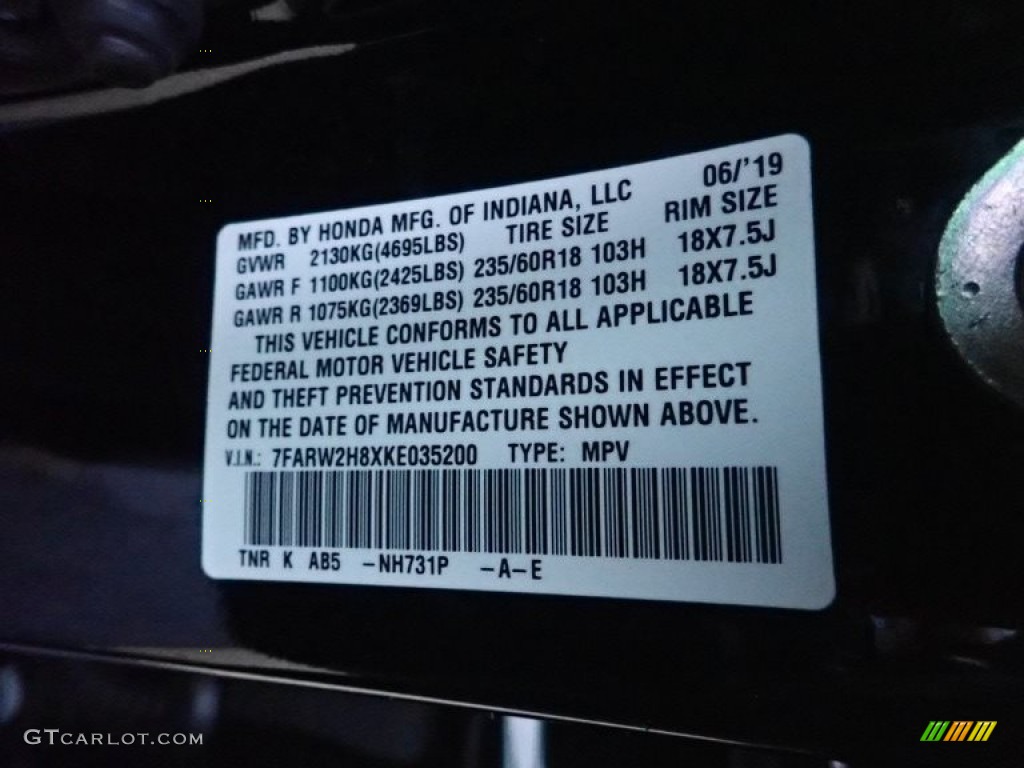 MFD. BY HONDA MFG. OF INDIANA, LLC 06/'19
GVWR 2130KG(4695LBS) TIRE SIZE RIM SIZE
GAWR F 1100KG(2425LBS) 235/60R18 103H 18X7.5J
GAWR R 1075KG(2369LBS) 235/60R18 103H 18X7.5J
THIS VEHICLE CONFORMS TO ALL APPLICABLE
FEDERAL MOTOR VEHICLE SAFETY
AND THEFT PREVENTION STANDARDS IN EFFECT
ON THE DATE OF MANUFACTURE SHOWN ABOVE.
V.I.N.: 7FARW2H8XKE035200 TYPE: MPV
TNR K AB5 -NH731P -A-E
GTCARLOT.COM